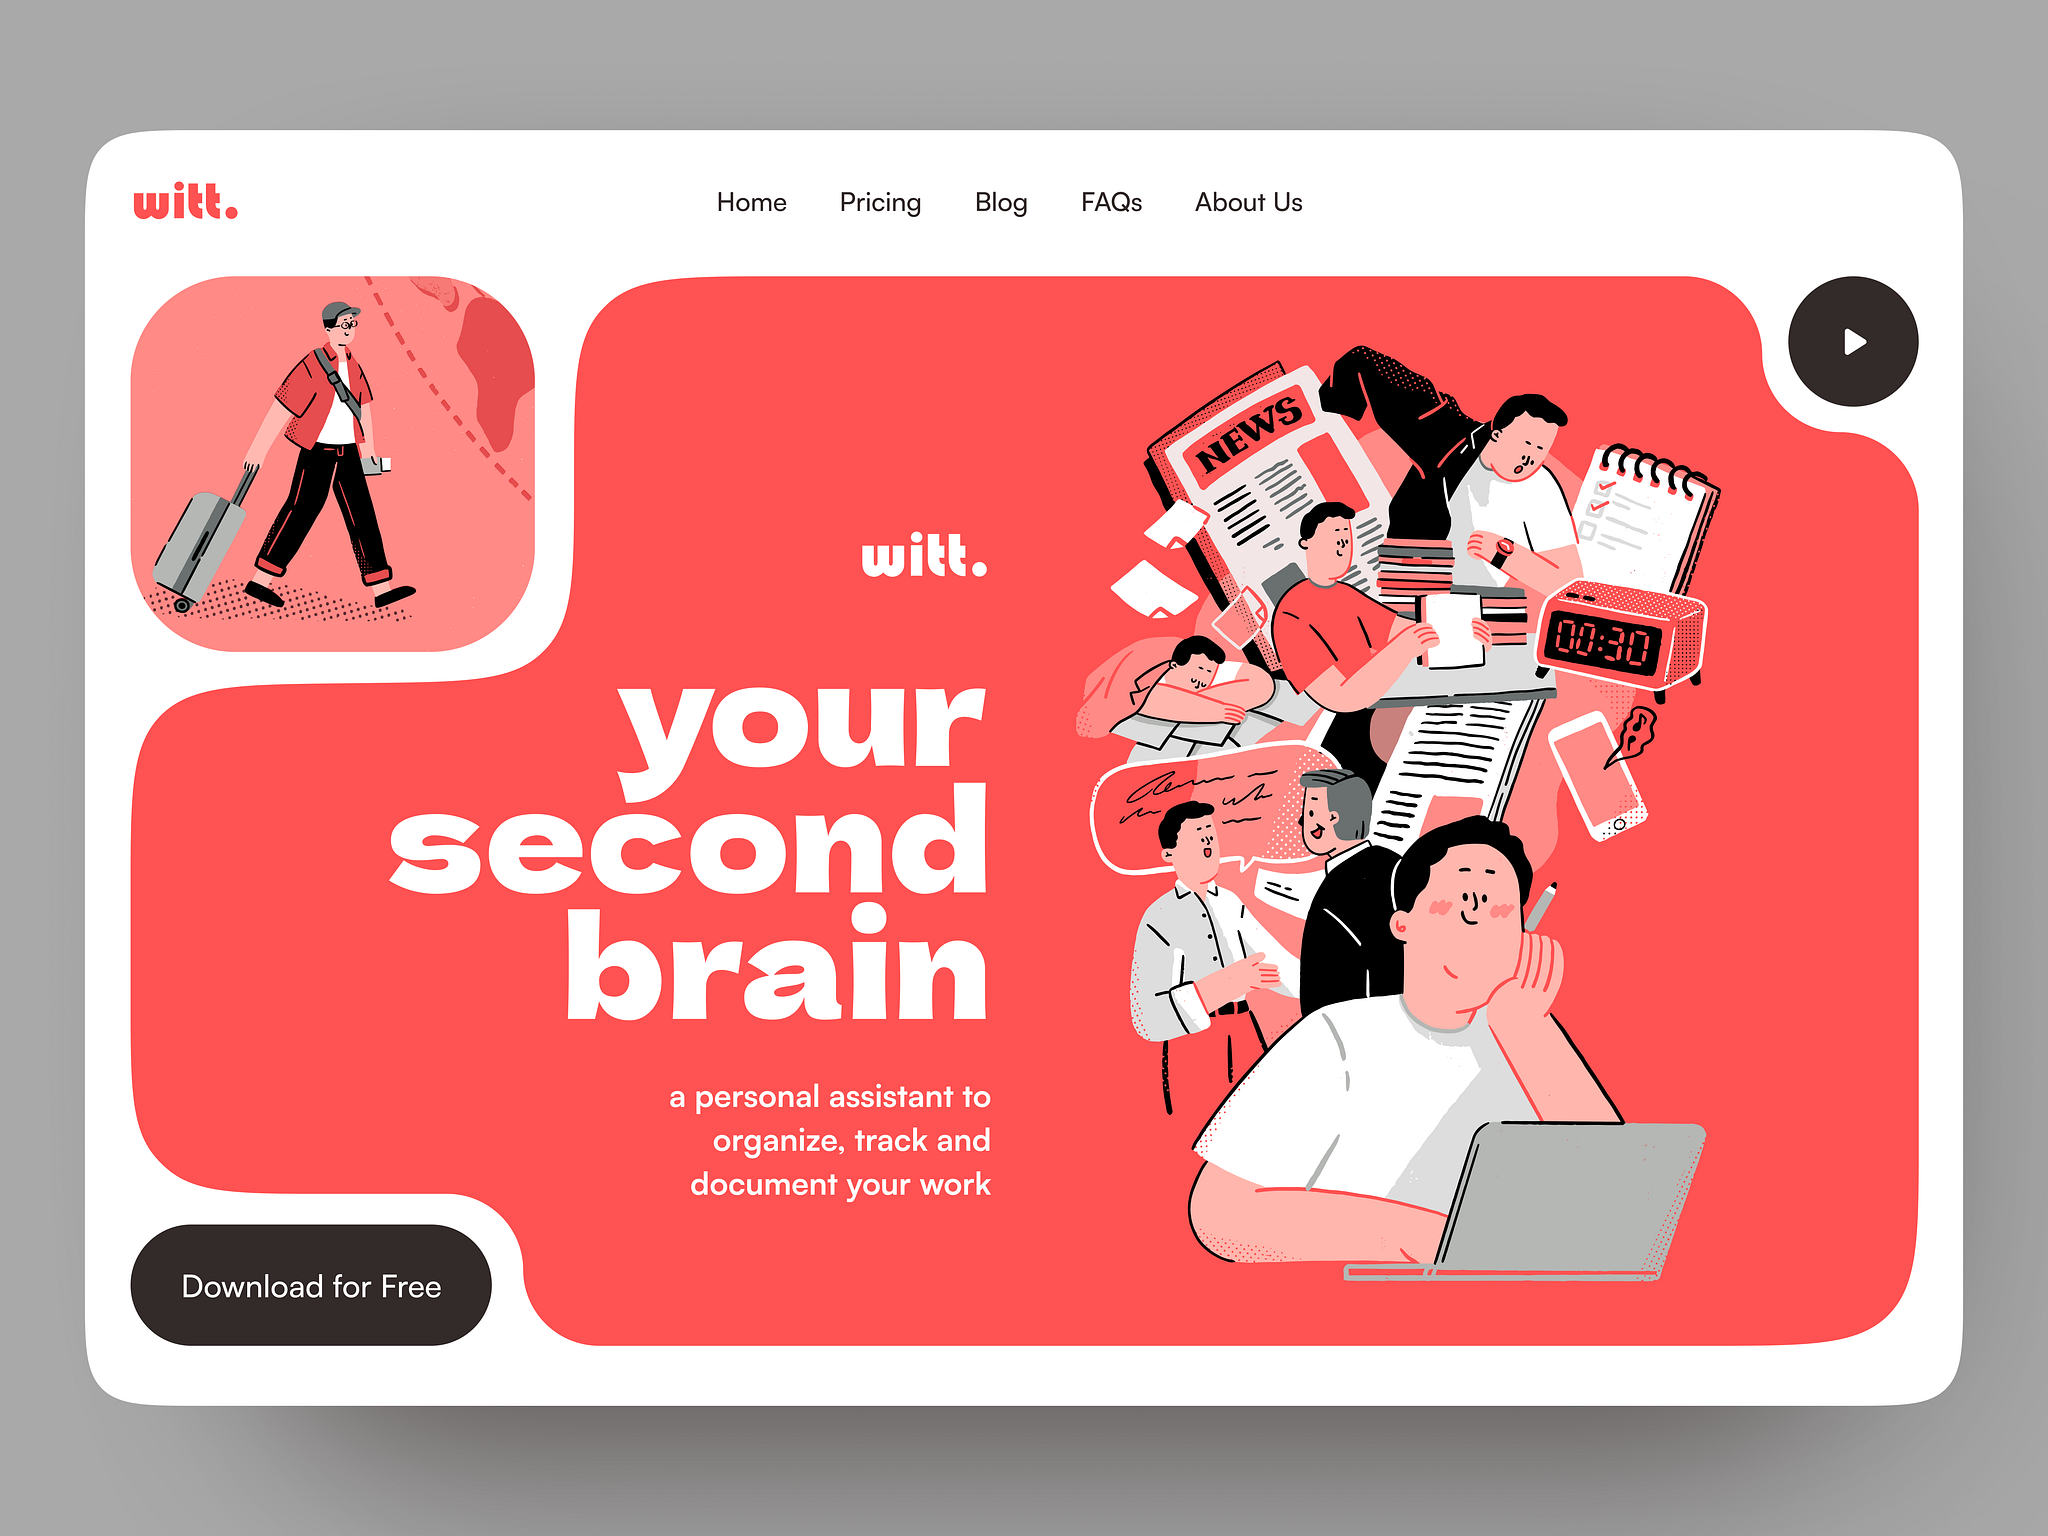 witt.
Home
Pricing
Blog
FAQs
About Us
NEWS
witt.
00:30
your
second
brain
a personal assistant to
organize, track and
document your work
Download for Free